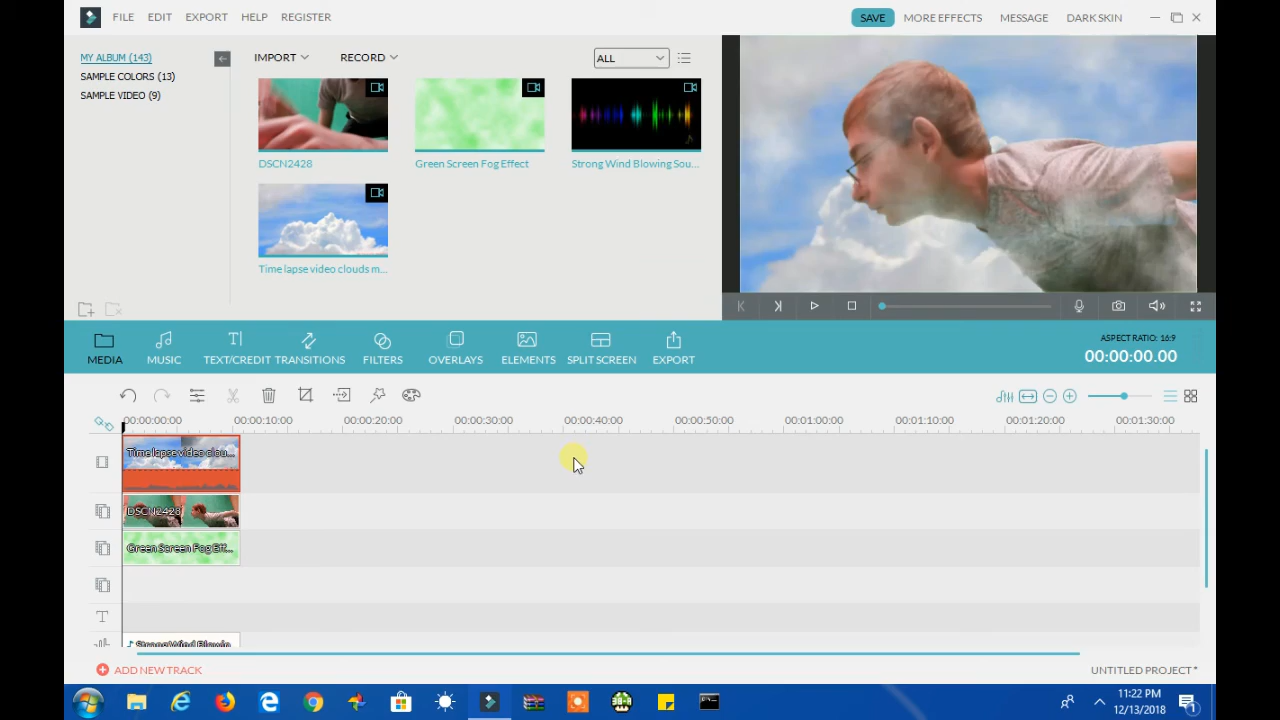 FILE EDIT EXPORT HELP REGISTER SAVE MORE EFFECTS MESSAGE DARK SKIN
MY ALBUM (143)
SAMPLE COLORS (13)
SAMPLE VIDEO (9)
IMPORT RECORD ALL
DSCN2428 Green Screen Fog Effect Strong Wind Blowing Sou...
Time lapse video clouds m...
MEDIA MUSIC TEXT/CREDIT TRANSITIONS FILTERS OVERLAYS ELEMENTS SPLIT SCREEN EXPORT
ASPECT RATIO: 16:9
00:00:00.00
00:00:00:00 00:00:10:00 00:00:20:00 00:00:30:00 00:00:40:00 00:00:50:00 00:01:00:00 00:01:10:00 00:01:20:00 00:01:30:00
Time lapse video clou...
DSCN2428
Green Screen Fog Eff...
T
Strong Wind Blowin
ADD NEW TRACK
UNTITLED PROJECT*
11:22 PM
12/13/2018